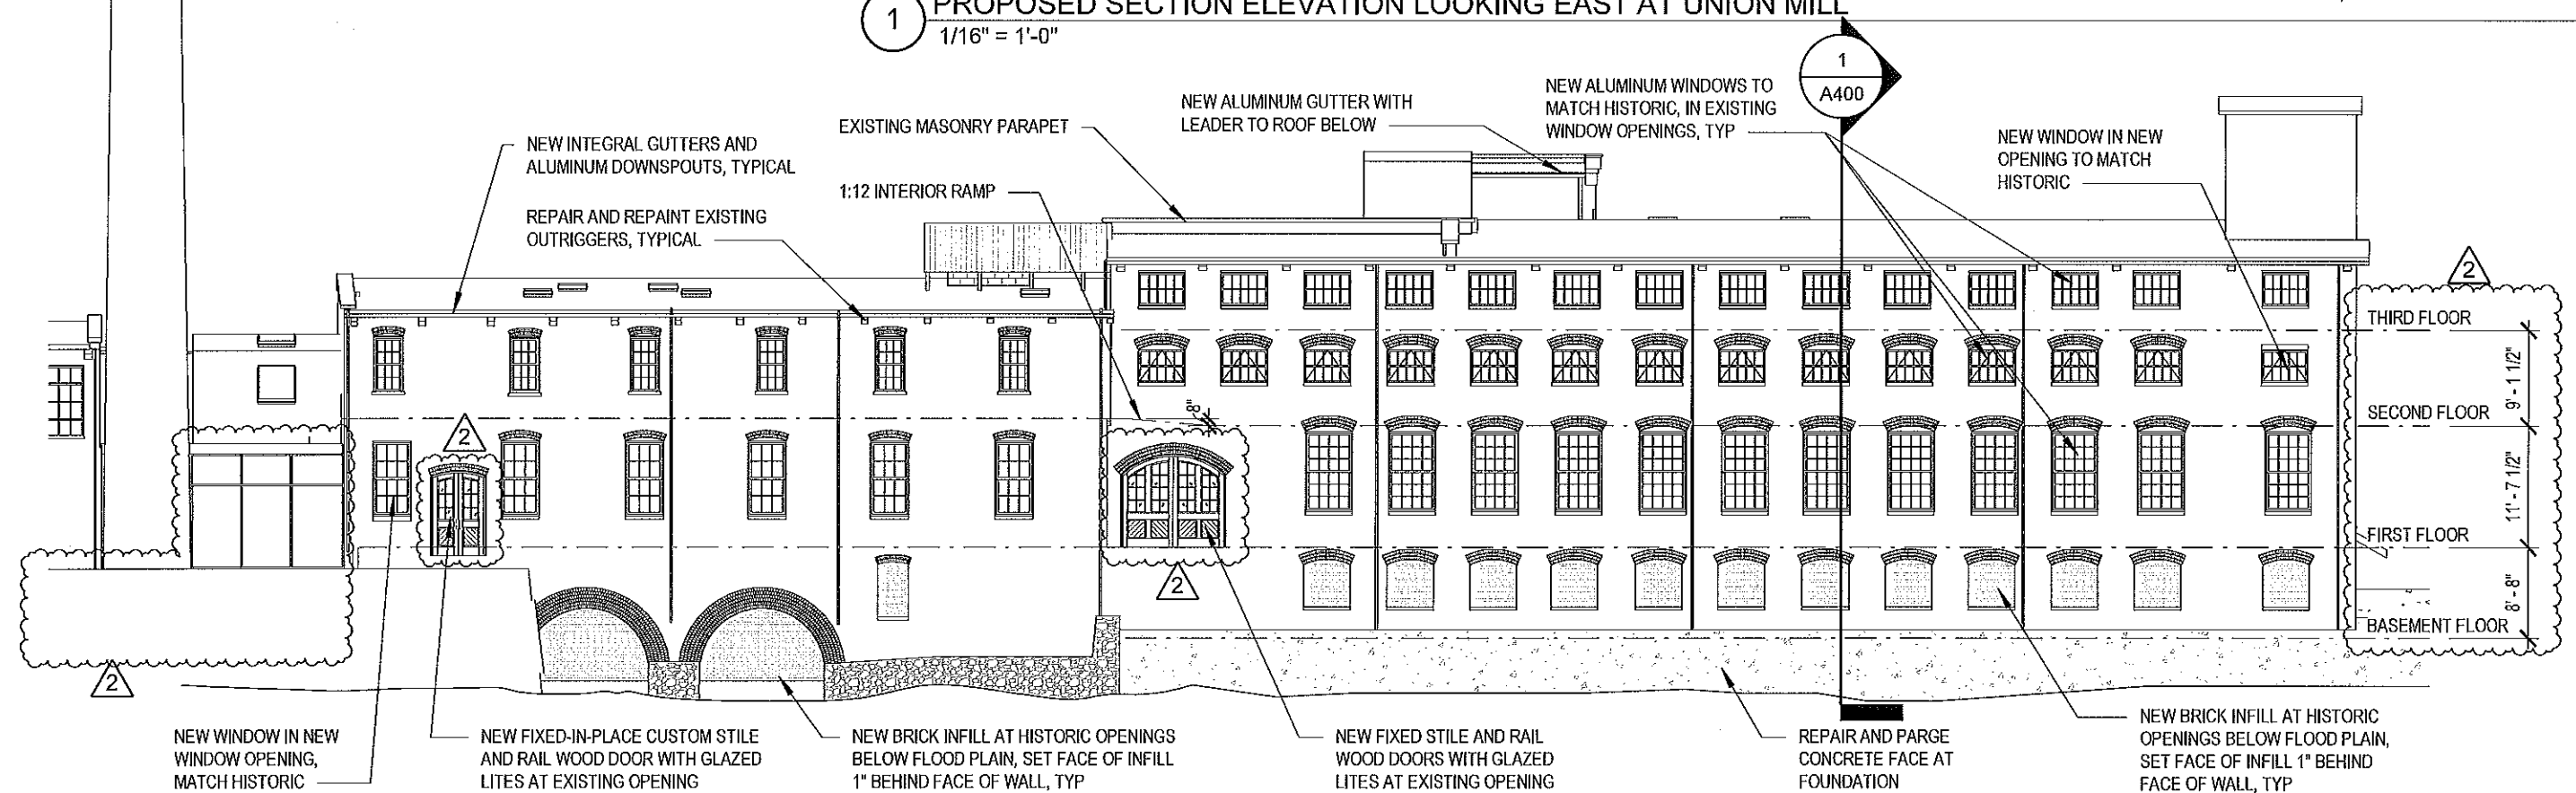 1
PROPOSED SECTION ELEVATION LOOKING EAST AT UNION MILL
1/16" = 1'-0"
NEW INTEGRAL GUTTERS AND
ALUMINUM DOWNSPOUTS, TYPICAL
REPAIR AND REPAINT EXISTING
OUTRIGGERS, TYPICAL
EXISTING MASONRY PARAPET
1:12 INTERIOR RAMP
NEW ALUMINUM GUTTER WITH
LEADER TO ROOF BELOW
NEW ALUMINUM WINDOWS TO
MATCH HISTORIC, IN EXISTING
WINDOW OPENINGS, TYP
1
A400
NEW WINDOW IN NEW
OPENING TO MATCH
HISTORIC
2
THIRD FLOOR
9' - 1 1/2"
SECOND FLOOR
11' - 7 1/2"
FIRST FLOOR
8' - 8"
BASEMENT FLOOR
8"
2
2
2
NEW WINDOW IN NEW
WINDOW OPENING,
MATCH HISTORIC
NEW FIXED-IN-PLACE CUSTOM STILE
AND RAIL WOOD DOOR WITH GLAZED
LITES AT EXISTING OPENING
NEW BRICK INFILL AT HISTORIC OPENINGS
BELOW FLOOD PLAIN, SET FACE OF INFILL
1" BEHIND FACE OF WALL, TYP
NEW FIXED STILE AND RAIL
WOOD DOORS WITH GLAZED
LITES AT EXISTING OPENING
REPAIR AND PARGE
CONCRETE FACE AT
FOUNDATION
NEW BRICK INFILL AT HISTORIC
OPENINGS BELOW FLOOD PLAIN,
SET FACE OF INFILL 1" BEHIND
FACE OF WALL, TYP